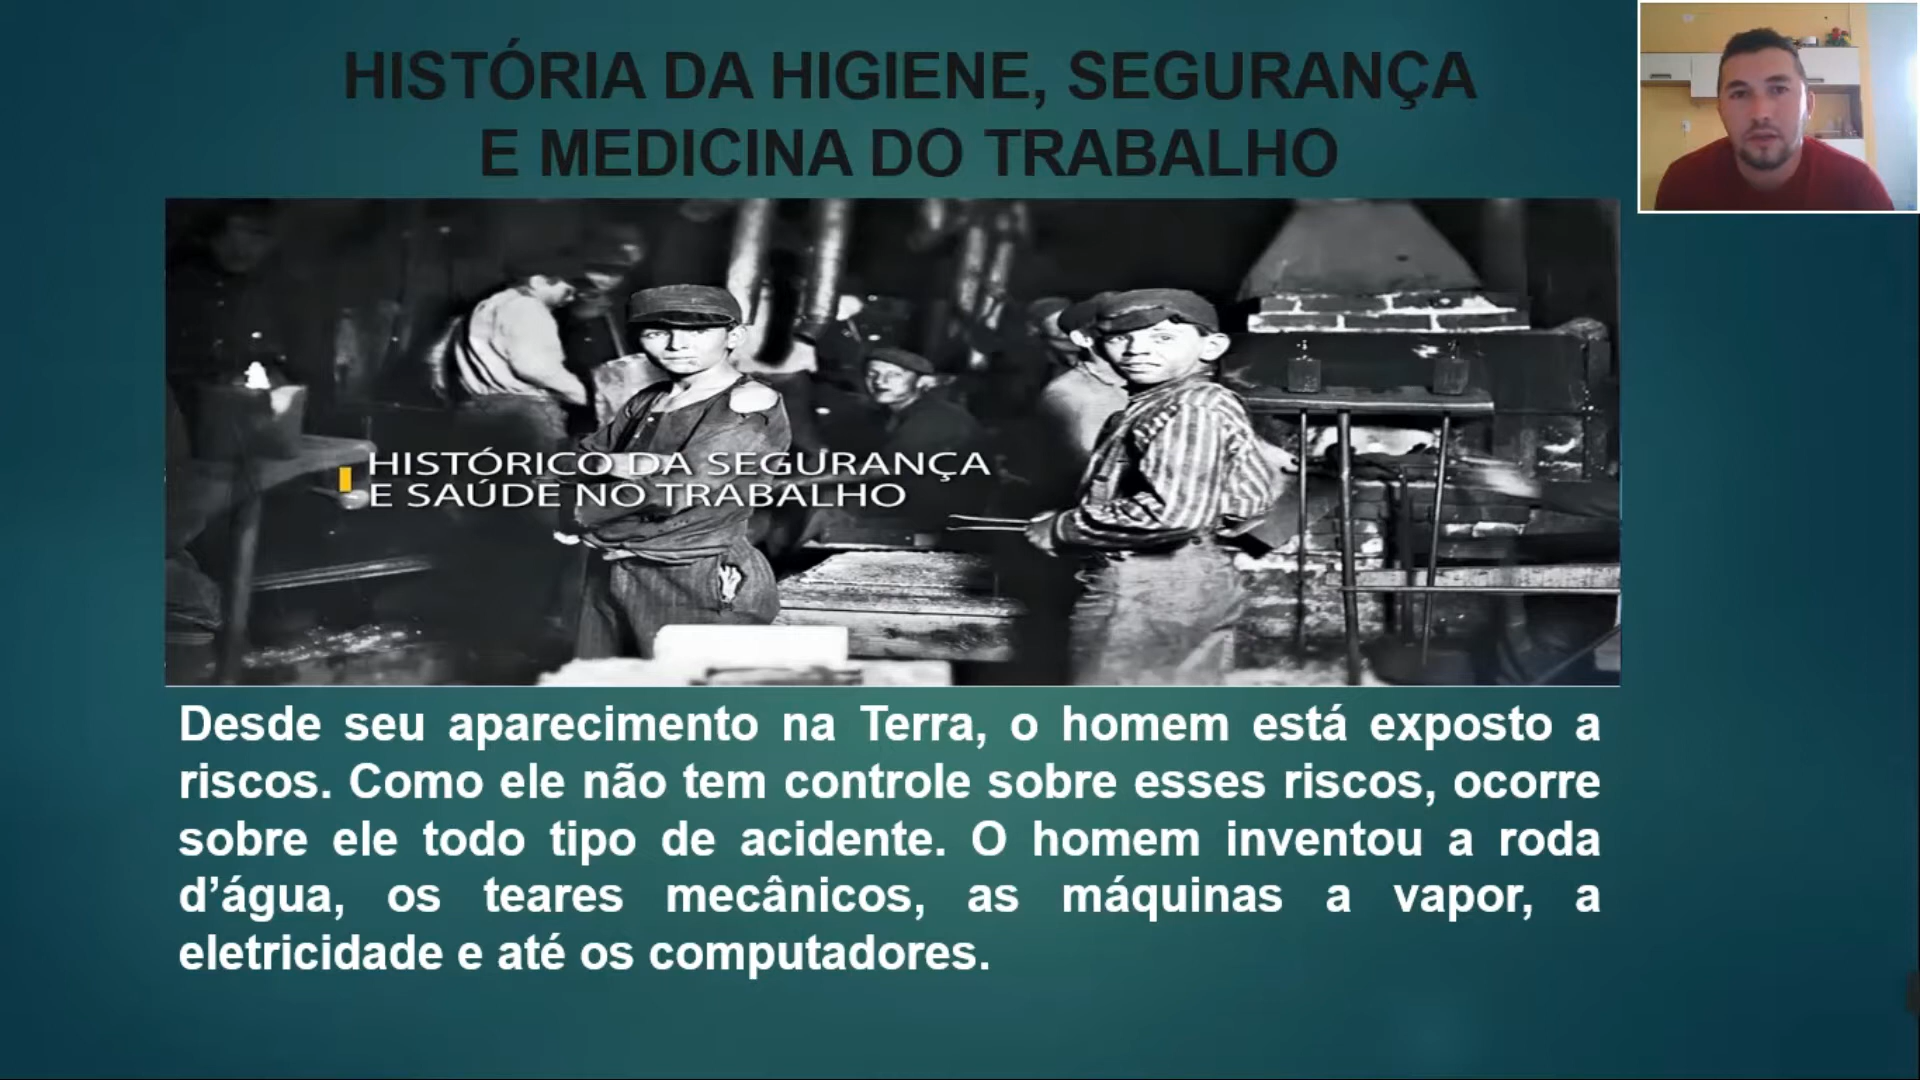 HISTÓRIA DA HIGIENE, SEGURANÇA
E MEDICINA DO TRABALHO
HISTÓRICO DA SEGURANÇA
E SAÚDE NO TRABALHO
Desde seu aparecimento na Terra, o homem está exposto a
riscos. Como ele não tem controle sobre esses riscos, ocorre
sobre ele todo tipo de acidente. O homem inventou a roda
d’água, os teares mecânicos, as máquinas a vapor, a
eletricidade e até os computadores.